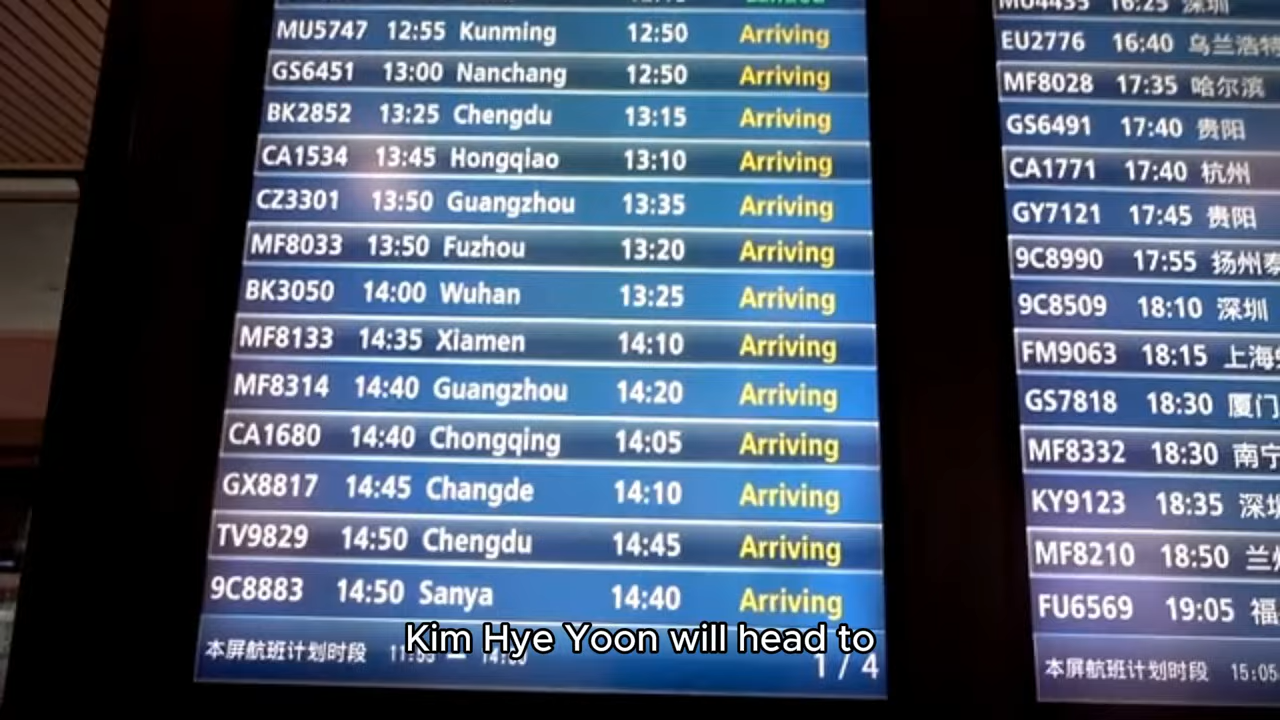 MU5747 12:55 Kunming 12:50 Arriving
GS6451 13:00 Nanchang 12:50 Arriving
BK2852 13:25 Chengdu 13:15 Arriving
CA1534 13:45 Hongqiao 13:10 Arriving
CZ3301 13:50 Guangzhou 13:35 Arriving
MF8033 13:50 Fuzhou 13:20 Arriving
BK3050 14:00 Wuhan 13:25 Arriving
MF8133 14:35 Xiamen 14:10 Arriving
MF8314 14:40 Guangzhou 14:20 Arriving
CA1680 14:40 Chongqing 14:05 Arriving
GX8817 14:45 Changde 14:10 Arriving
TV9829 14:50 Chengdu 14:45 Arriving
9C8883 14:50 Sanya 14:40 Arriving
本屏航班计划时段 1/4
MU4435 16:25 深圳
EU2776 16:40 乌兰浩特
MF8028 17:35 哈尔滨
GS6491 17:40 贵阳
CA1771 17:40 杭州
GY7121 17:45 贵阳
9C8990 17:55 扬州泰
9C8509 18:10 深圳
FM9063 18:15 上海
GS7818 18:30 厦门
MF8332 18:30 南宁
KY9123 18:35 深圳
MF8210 18:50 兰州
FU6569 19:05 福
本屏航班计划时段 15:05
Kim Hye Yoon will head to